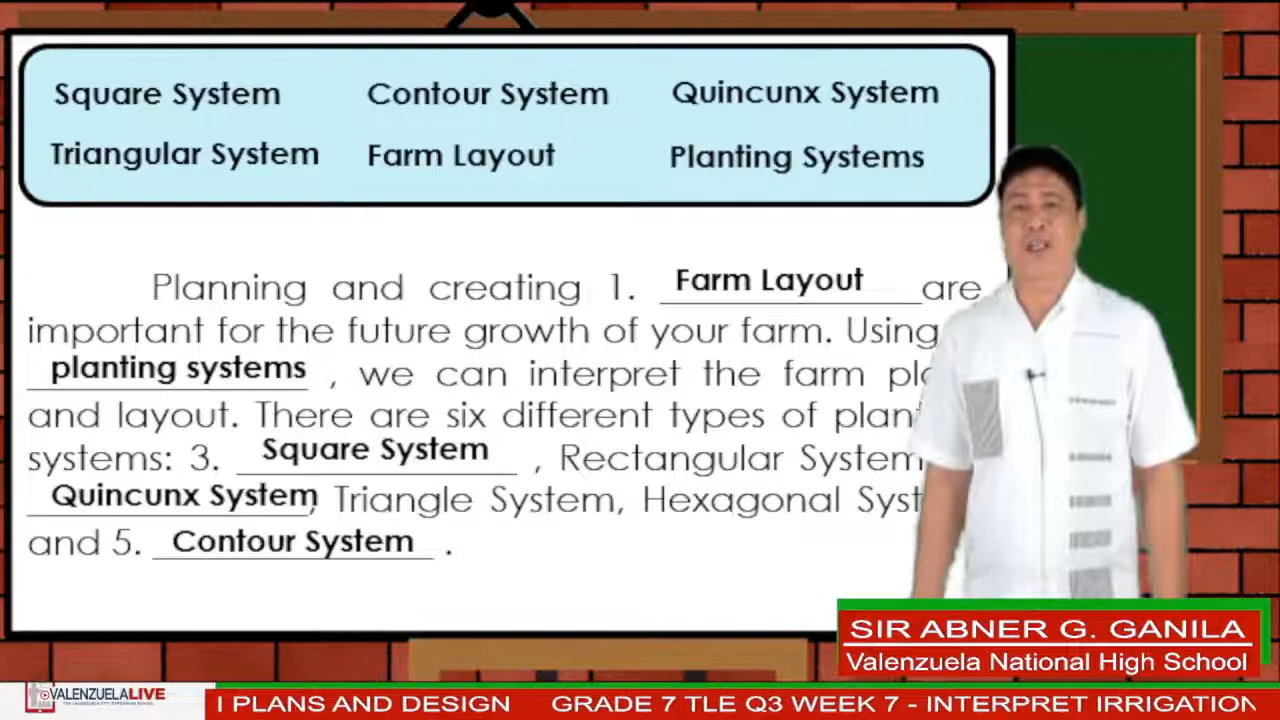 Square System Contour System Quincunx System
Triangular System Farm Layout Planting Systems
Planning and creating 1. Farm Layout are
important for the future growth of your farm. Using
planting systems , we can interpret the farm
and layout. There are six different types of
systems: 3. Square System , Rectangular System
Quincunx System, Triangle System, Hexagonal
and 5. Contour System .
SIR ABNER G. GANILA
Valenzuela National High School
VALENZUELALIVE
I PLANS AND DESIGN GRADE 7 TLE Q3 WEEK 7 - INTERPRET IRRIGATION